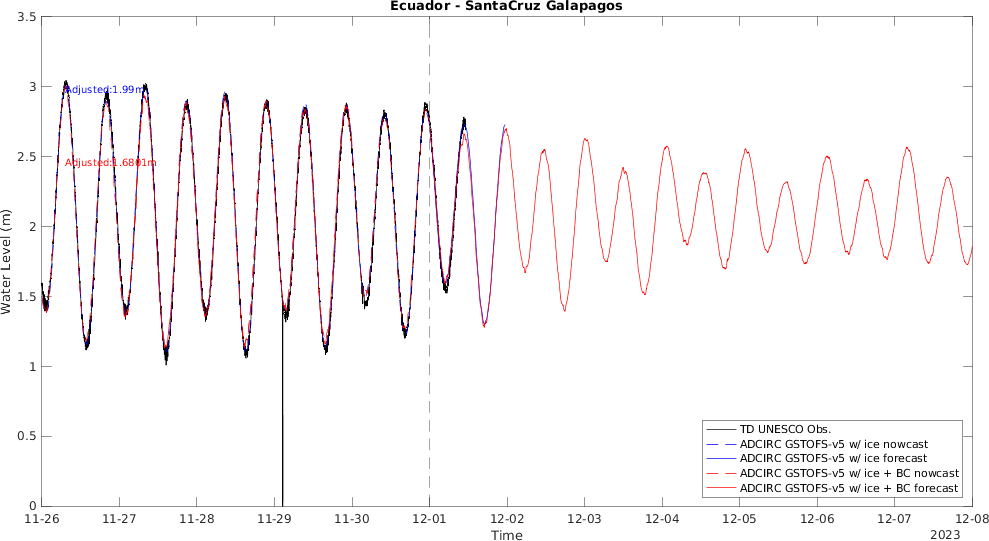 Ecuador - SantaCruz Galapagos
3.5
3
2.5
2
1.5
1
0.5
0
Water Level (m)
Adjusted:1.99m
Adjusted:1.6801m
TD UNESCO Obs.
ADCIRC GSTOFS-v5 w/ ice nowcast
ADCIRC GSTOFS-v5 w/ ice forecast
ADCIRC GSTOFS-v5 w/ ice + BC nowcast
ADCIRC GSTOFS-v5 w/ ice + BC forecast
11-26 11-27 11-28 11-29 11-30 12-01 12-02 12-03 12-04 12-05 12-06 12-07 12-08
Time
2023